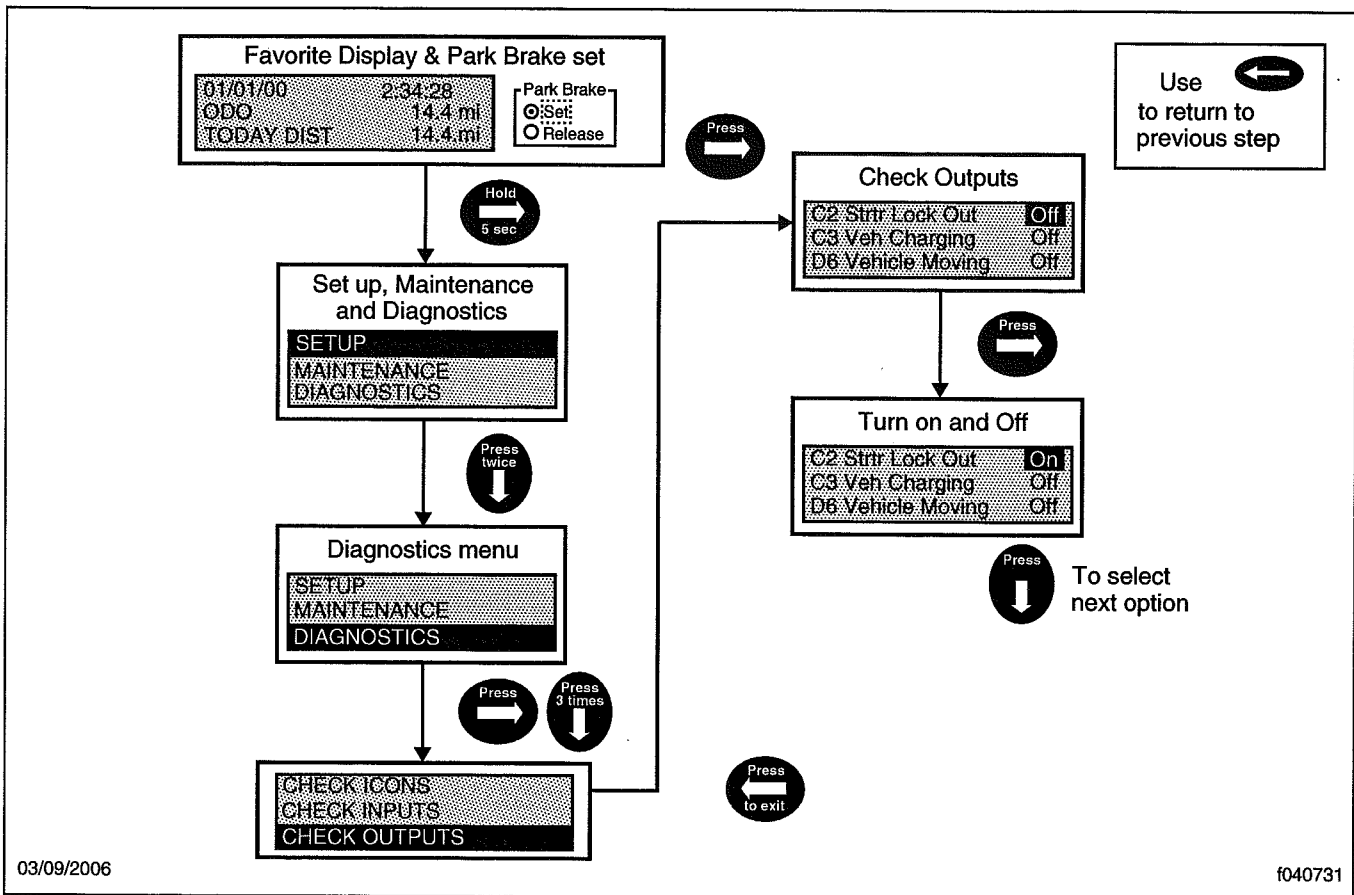 Favorite Display & Park Brake set
01/01/00 2:34:28
ODO 14.4 mi
TODAY DIST 14.4 mi
Park Brake
Set
Release
Hold
5 sec
Set up, Maintenance
and Diagnostics
SETUP
MAINTENANCE
DIAGNOSTICS
Press
twice
Diagnostics menu
SETUP
MAINTENANCE
DIAGNOSTICS
Press
Press
3 times
CHECK ICONS
CHECK INPUTS
CHECK OUTPUTS
Press
Check Outputs
C2 Strtr Lock Out Off
C3 Veh Charging Off
D6 Vehicle Moving Off
Press
Turn on and Off
C2 Strtr Lock Out On
C3 Veh Charging Off
D6 Vehicle Moving Off
Press
To select
next option
Press
to exit
Use
to return to
previous step
03/09/2006
f040731